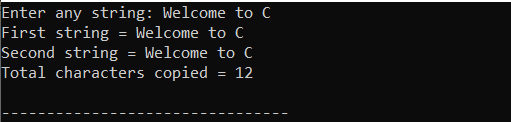 Enter any string: Welcome to C
First string = Welcome to C
Second string = Welcome to C
Total characters copied = 12
--------------------------------